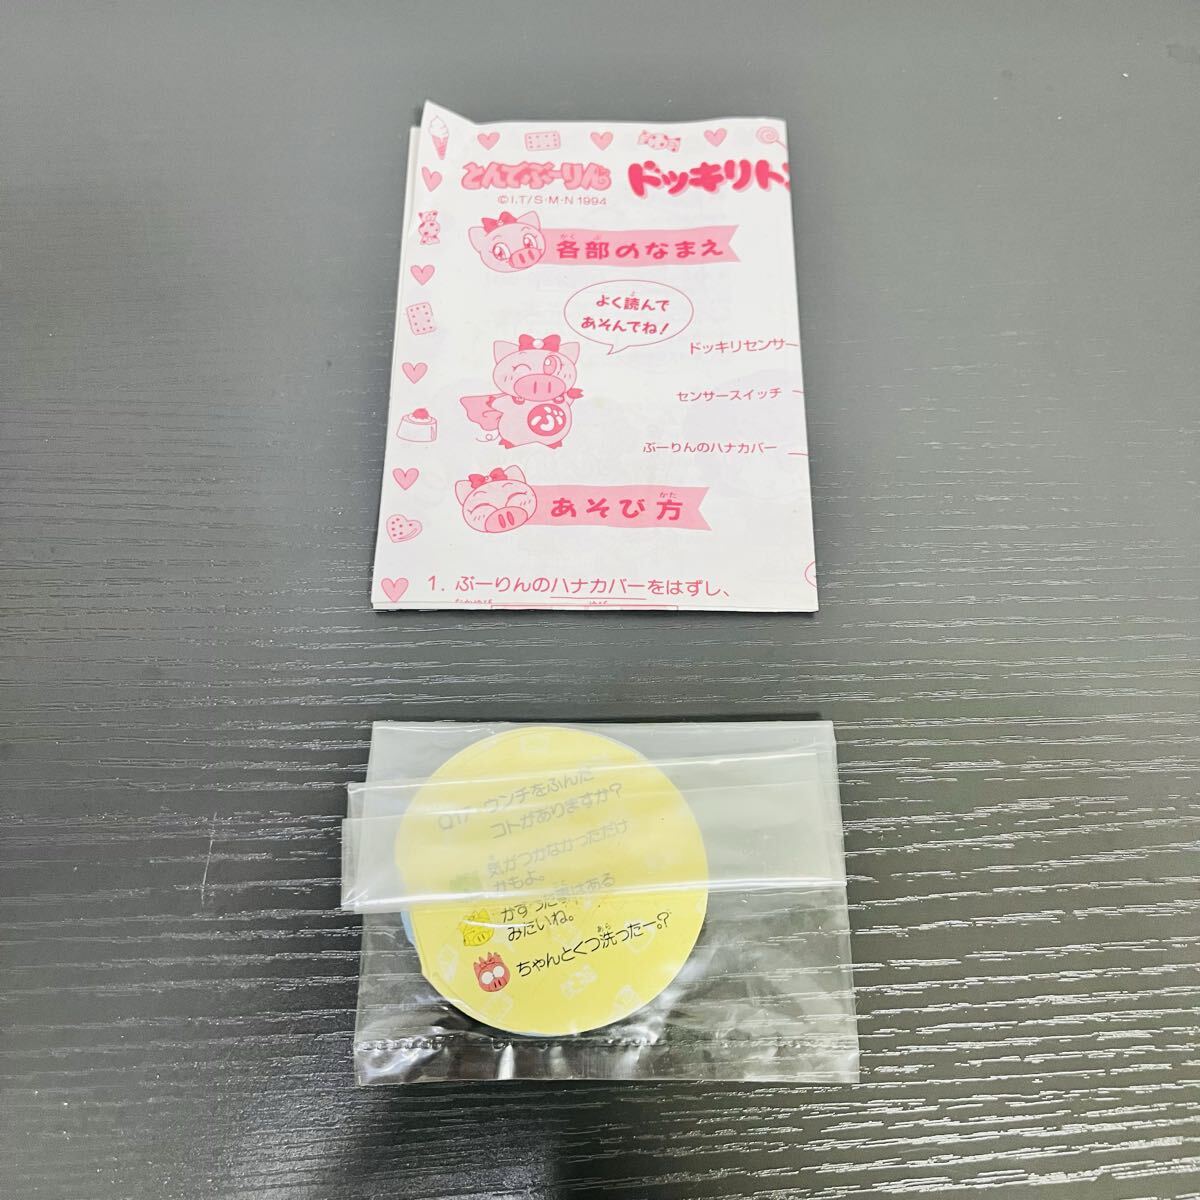 とんでぶーりん ドッキリト
©I.T/S・M・N 1994
各部のなまえ
よく読んで
あそんでね!
ドッキリセンサー
センサースイッチ
ぶーりんのハナカバー
ぶ
あそび方
1. ぶーりんのハナカバーをはずし、
Q17 ウンチをふんだ
コトがありますか?
気がつかなかっただけ
かもよ。
かすった事はある
みたいね。
ちゃんとくつ洗ったー?